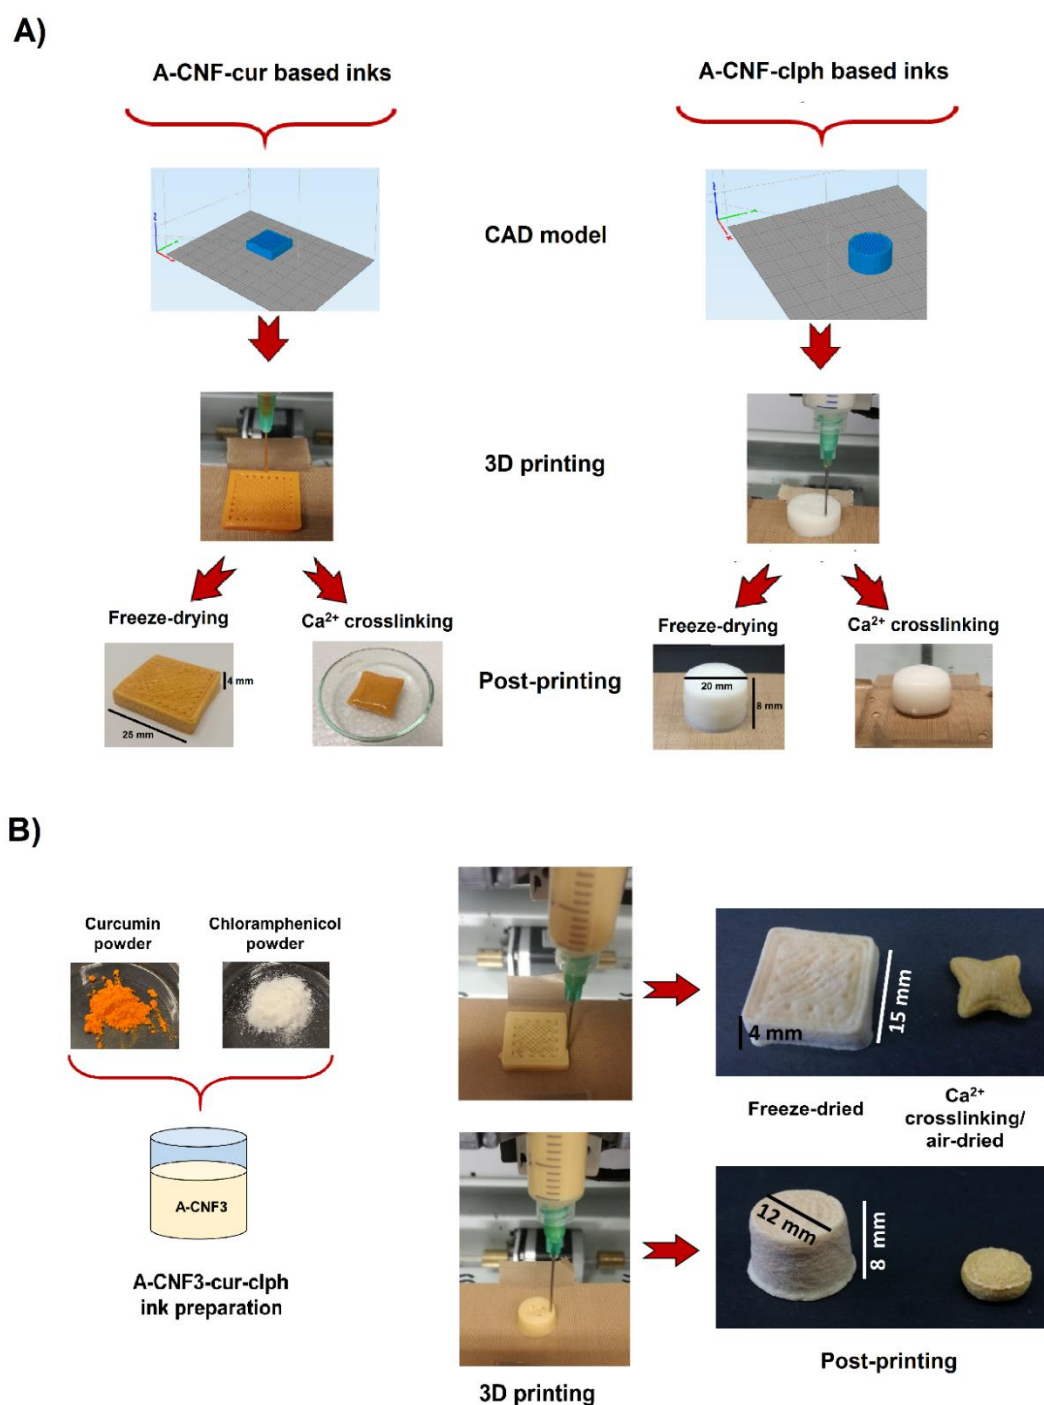 A)
A-CNF-cur based inks
A-CNF-clph based inks
CAD model
3D printing
Freeze-drying
Ca²⁺ crosslinking
Freeze-drying
Ca²⁺ crosslinking
4 mm
25 mm
Post-printing
20 mm
8 mm
B)
Curcumin
powder
Chloramphenicol
powder
A-CNF3
A-CNF3-cur-clph
ink preparation
3D printing
4 mm
15 mm
Freeze-dried
Ca²⁺
crosslinking/
air-dried
12 mm
8 mm
Post-printing